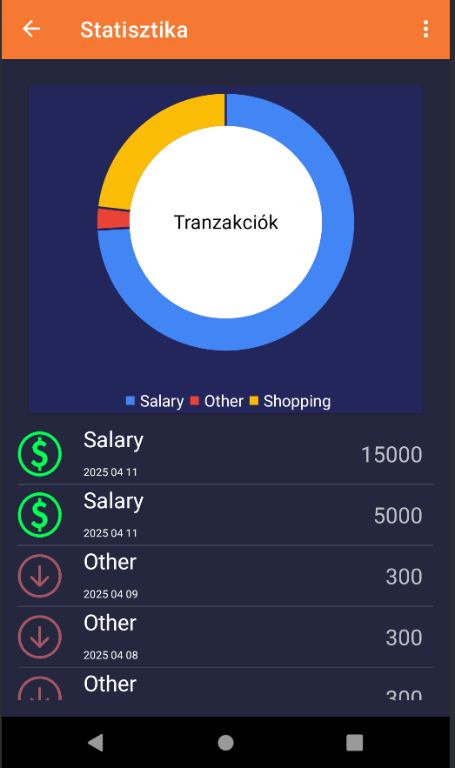 Statisztika
Tranzakciók
Salary Other Shopping
Salary
15000
2025 04 11
Salary
5000
2025 04 11
Other
300
2025 04 09
Other
300
2025 04 08
Other
300